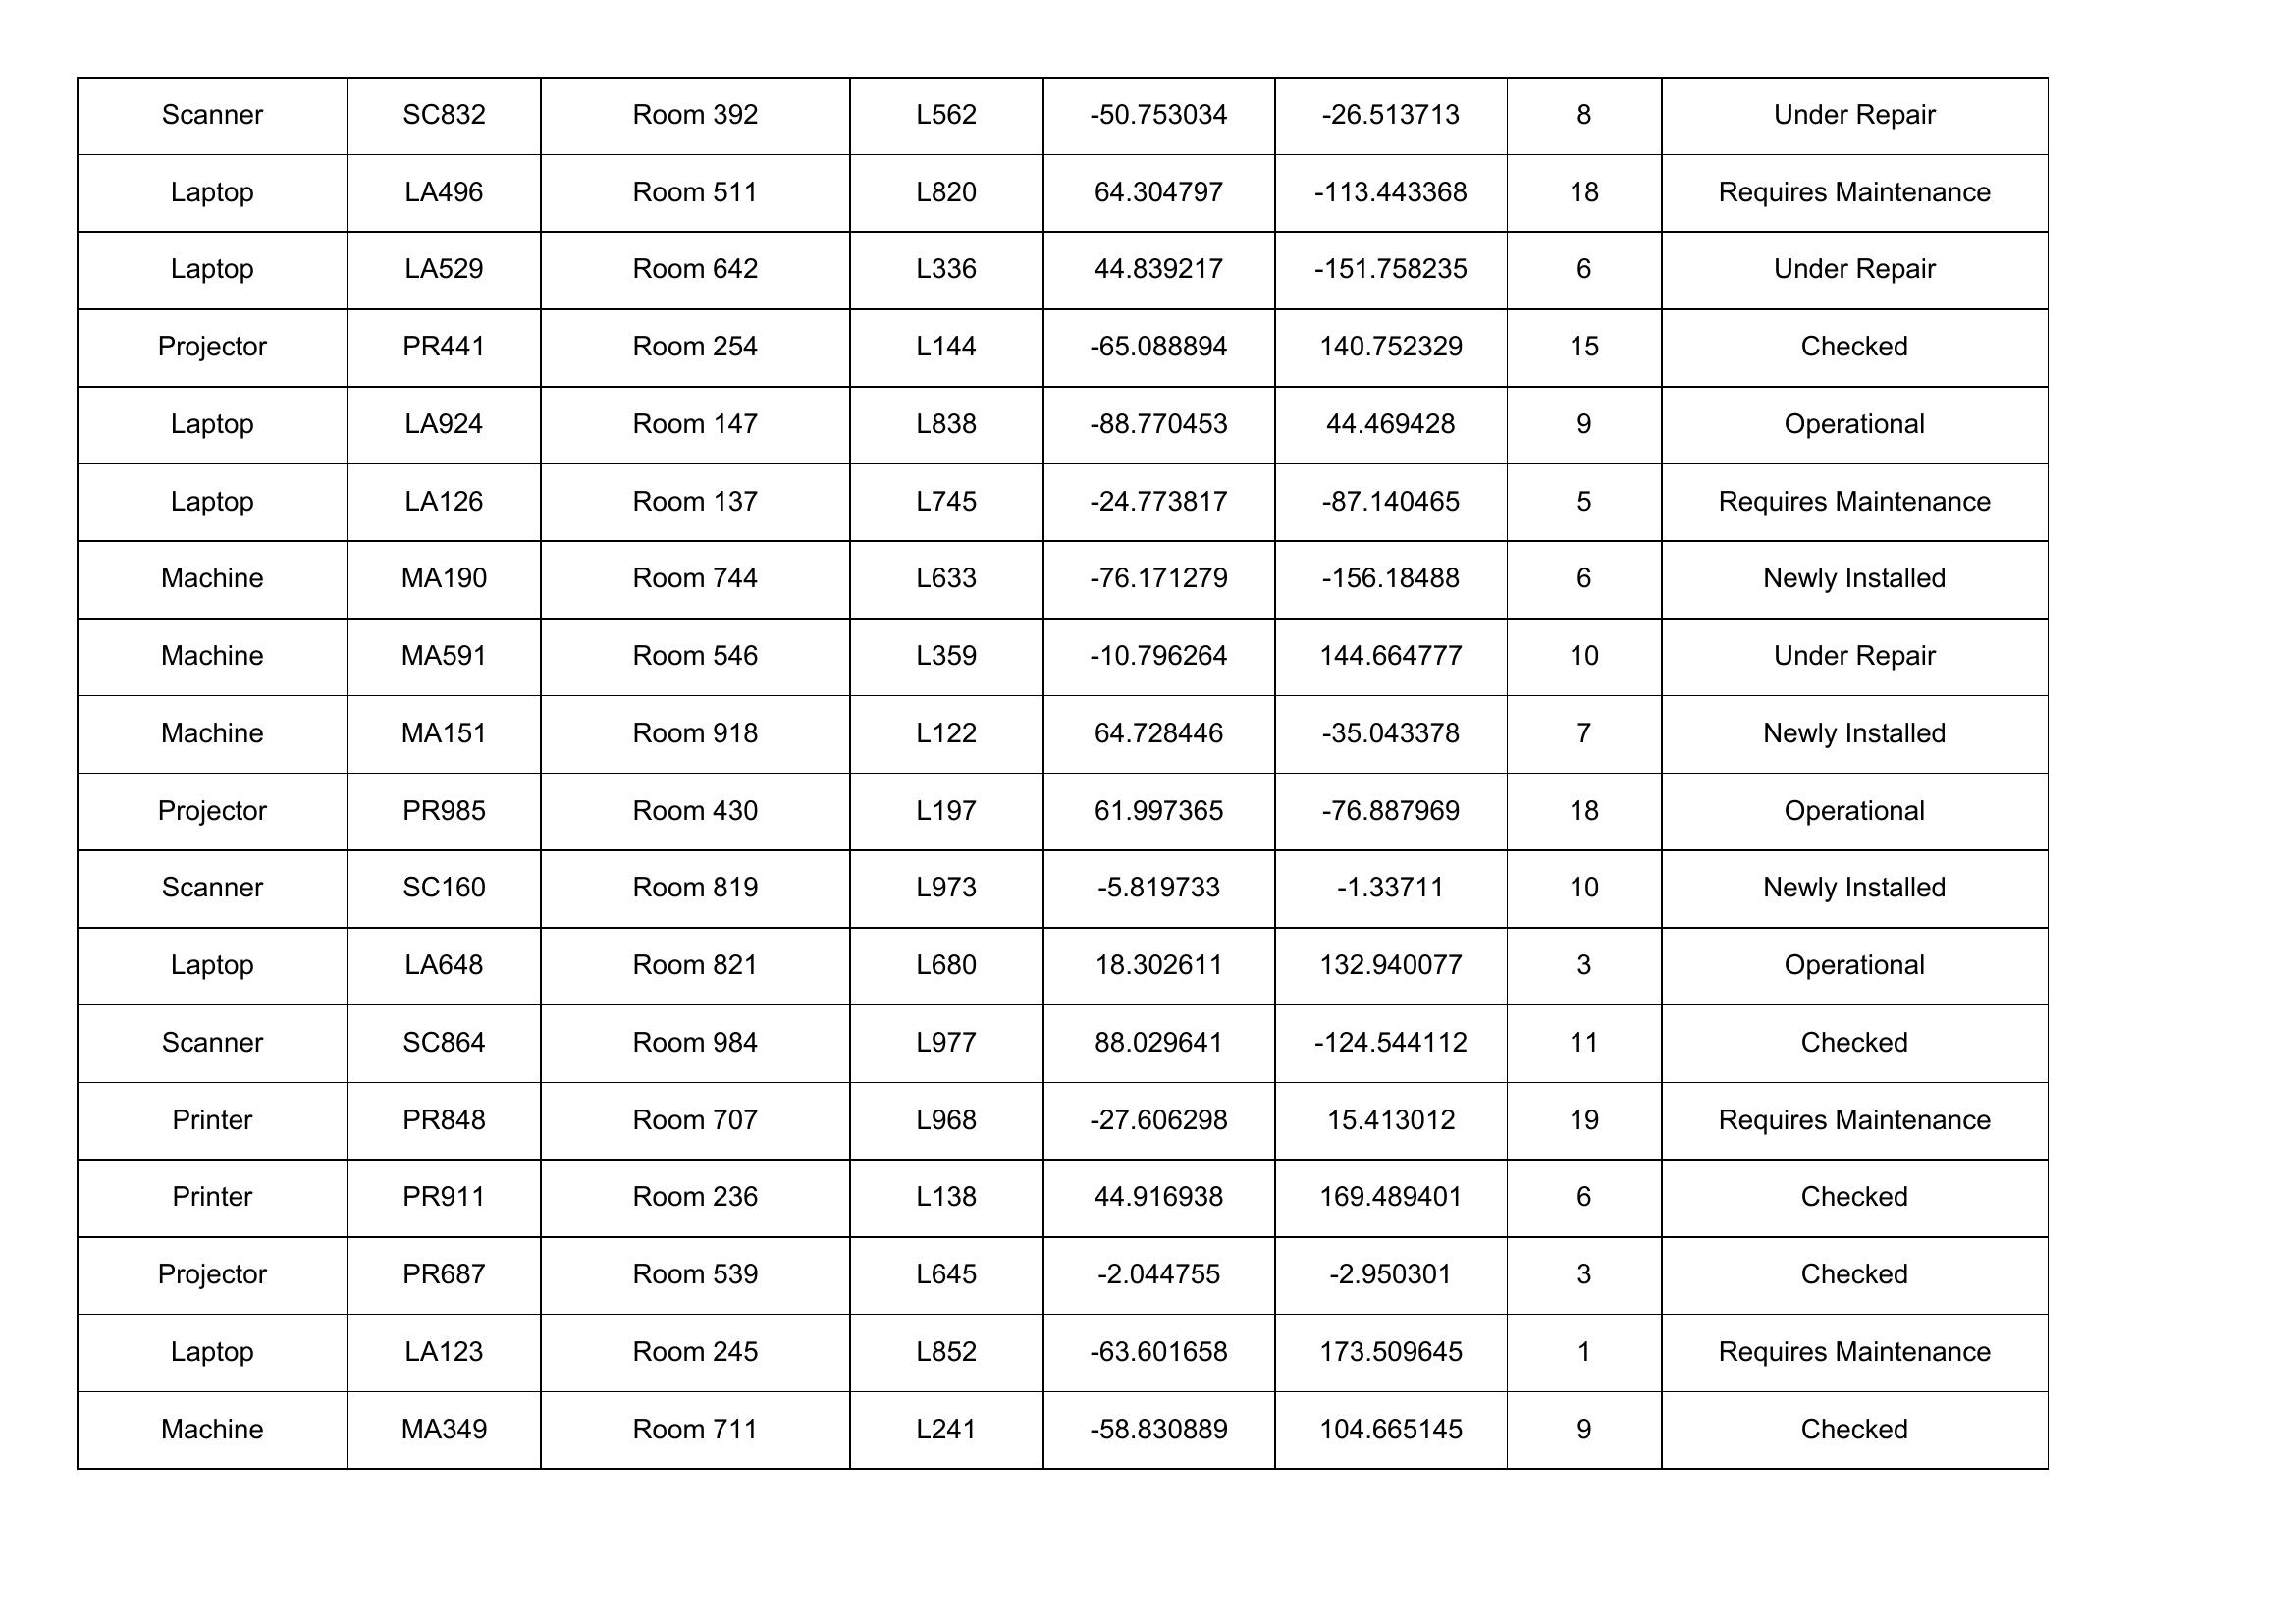 Scanner SC832 Room 392 L562 -50.753034 -26.513713 8 Under Repair
Laptop LA496 Room 511 L820 64.304797 -113.443368 18 Requires Maintenance
Laptop LA529 Room 642 L336 44.839217 -151.758235 6 Under Repair
Projector PR441 Room 254 L144 -65.088894 140.752329 15 Checked
Laptop LA924 Room 147 L838 -88.770453 44.469428 9 Operational
Laptop LA126 Room 137 L745 -24.773817 -87.140465 5 Requires Maintenance
Machine MA190 Room 744 L633 -76.171279 -156.18488 6 Newly Installed
Machine MA591 Room 546 L359 -10.796264 144.664777 10 Under Repair
Machine MA151 Room 918 L122 64.728446 -35.043378 7 Newly Installed
Projector PR985 Room 430 L197 61.997365 -76.887969 18 Operational
Scanner SC160 Room 819 L973 -5.819733 -1.33711 10 Newly Installed
Laptop LA648 Room 821 L680 18.302611 132.940077 3 Operational
Scanner SC864 Room 984 L977 88.029641 -124.544112 11 Checked
Printer PR848 Room 707 L968 -27.606298 15.413012 19 Requires Maintenance
Printer PR911 Room 236 L138 44.916938 169.489401 6 Checked
Projector PR687 Room 539 L645 -2.044755 -2.950301 3 Checked
Laptop LA123 Room 245 L852 -63.601658 173.509645 1 Requires Maintenance
Machine MA349 Room 711 L241 -58.830889 104.665145 9 Checked